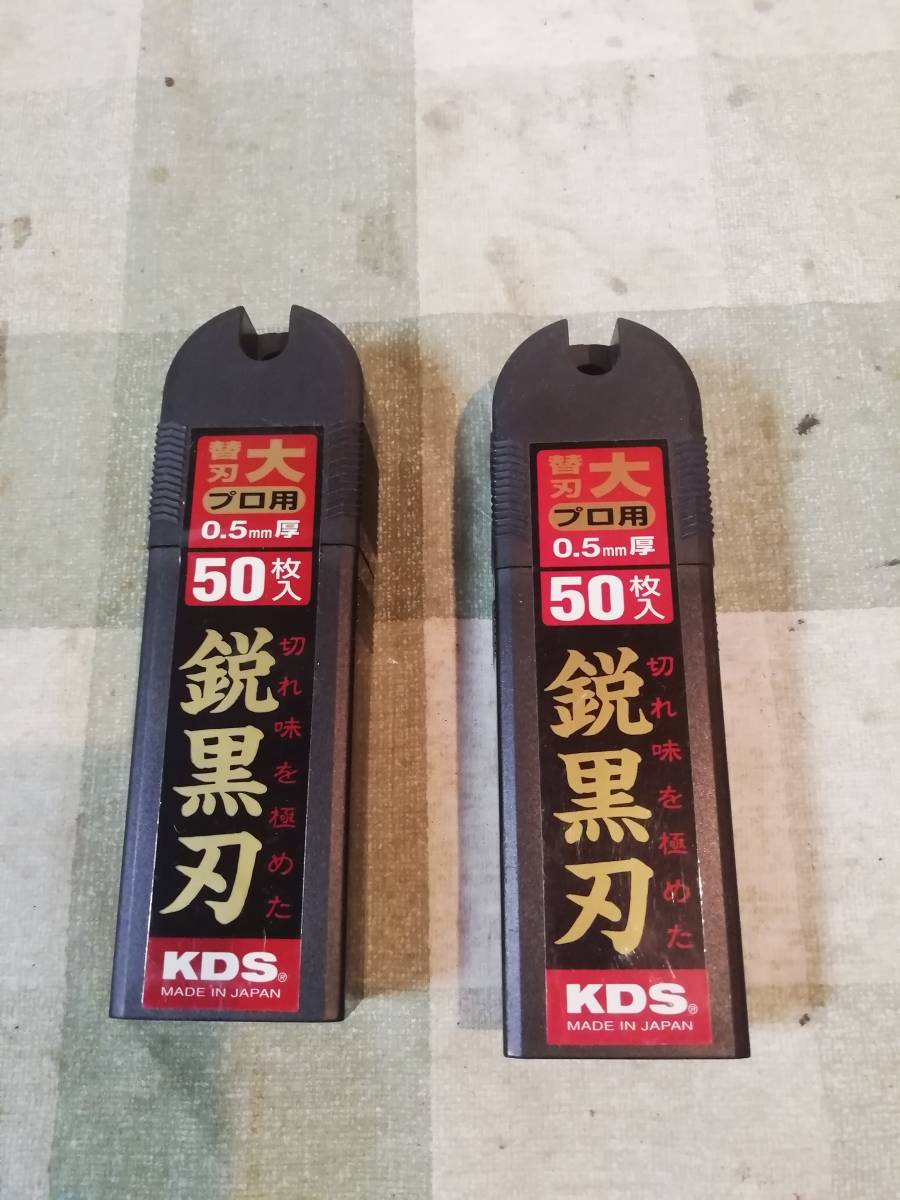 替刃 大
プロ用
0.5mm厚
50枚入
切れ味を極めた
鋭黒刃
KDS®
MADE IN JAPAN
替刃 大
プロ用
0.5mm厚
50枚入
切れ味を極めた
鋭黒刃
KDS®
MADE IN JAPAN